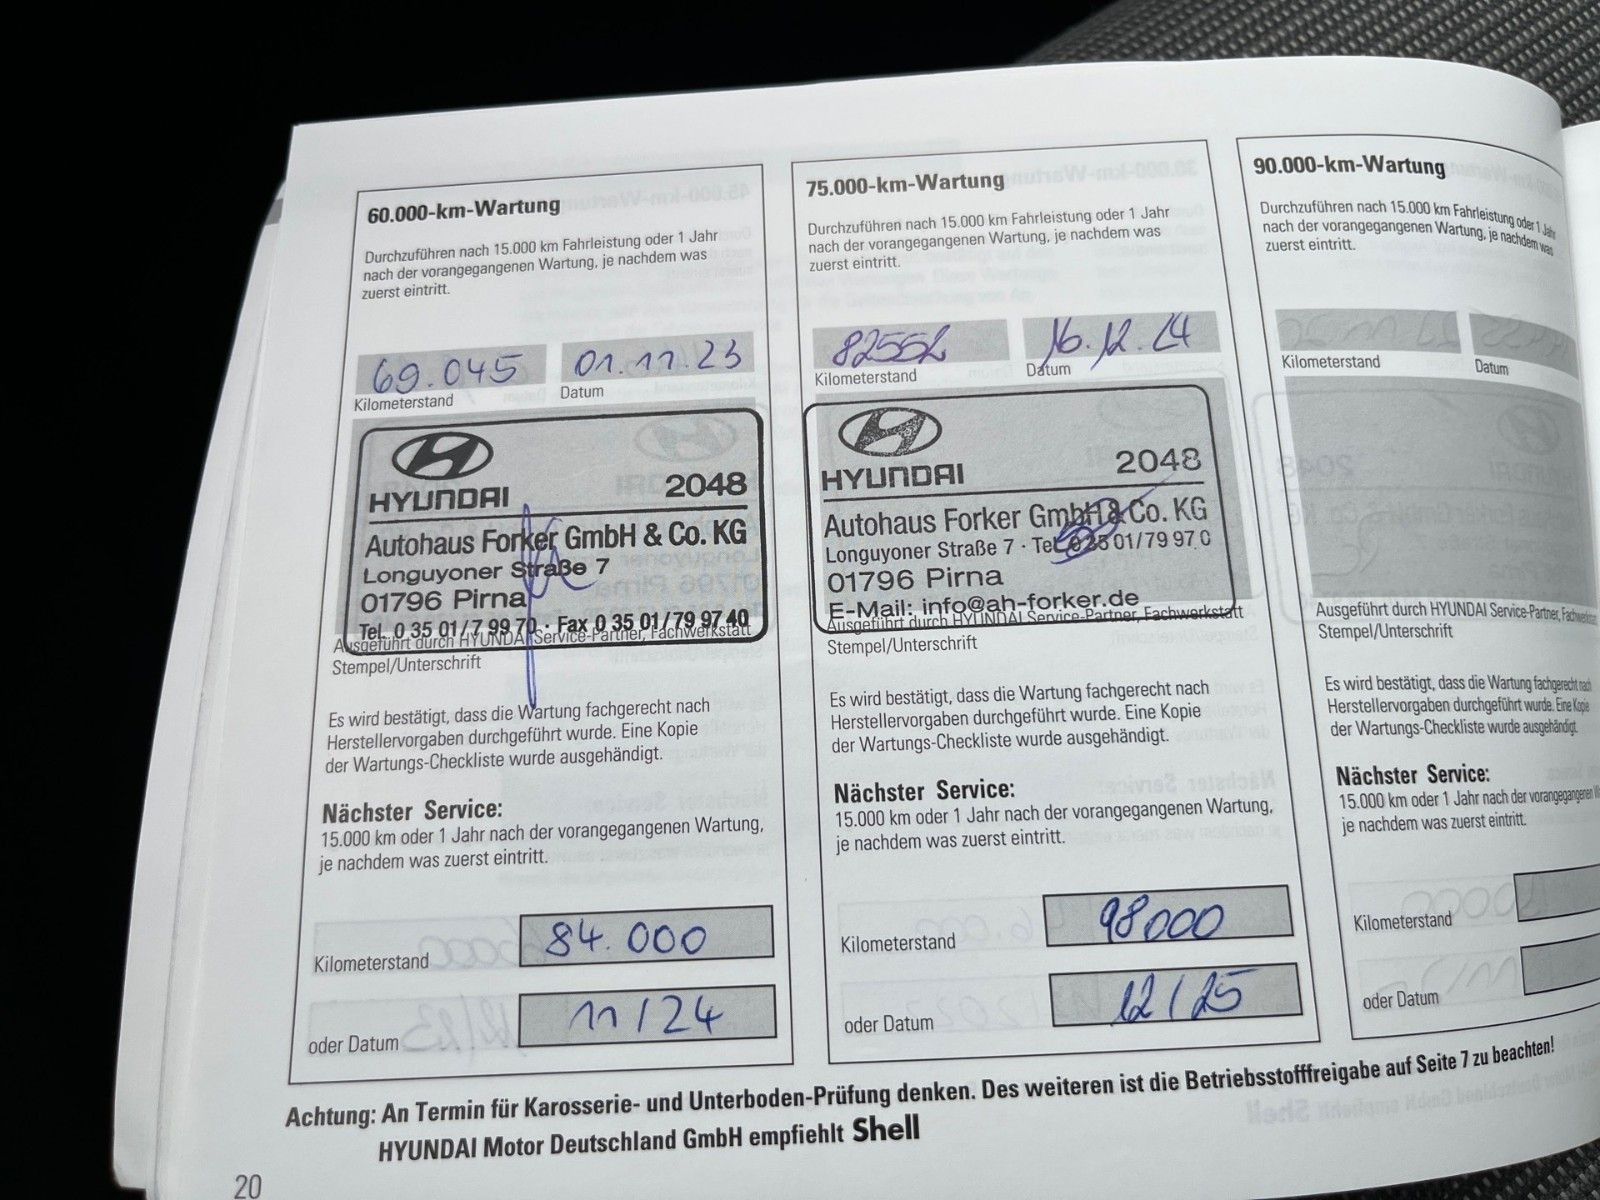 60.000-km-Wartung
Durchzuführen nach 15.000 km Fahrleistung oder 1 Jahr
nach der vorangegangenen Wartung, je nachdem was
zuerst eintritt.
69.045
01.11.23
Kilometerstand
Datum
HYUNDAI
2048
Autohaus Forker GmbH & Co. KG
Longuyoner Straße 7
01796 Pirna
Tel. 0 35 01/7 99 70 · Fax 0 35 01/79 97 40
Ausgeführt durch HYUNDAI Service-Partner, Fachwerkstatt
Stempel/Unterschrift
Es wird bestätigt, dass die Wartung fachgerecht nach
Herstellervorgaben durchgeführt wurde. Eine Kopie
der Wartungs-Checkliste wurde ausgehändigt.
Nächster Service:
15.000 km oder 1 Jahr nach der vorangegangenen Wartung,
je nachdem was zuerst eintritt.
Kilometerstand
84.000
oder Datum
11/24
75.000-km-Wartung
Durchzuführen nach 15.000 km Fahrleistung oder 1 Jahr
nach der vorangegangenen Wartung, je nachdem was
zuerst eintritt.
82552
16.12.24
Kilometerstand
Datum
HYUNDAI
2048
Autohaus Forker GmbH & Co. KG
Longuyoner Straße 7 · Tel. 0 35 01/79 97 0
01796 Pirna
E-Mail: info@ah-forker.de
Ausgeführt durch HYUNDAI Service-Partner, Fachwerkstatt
Stempel/Unterschrift
Es wird bestätigt, dass die Wartung fachgerecht nach
Herstellervorgaben durchgeführt wurde. Eine Kopie
der Wartungs-Checkliste wurde ausgehändigt.
Nächster Service:
15.000 km oder 1 Jahr nach der vorangegangenen Wartung,
je nachdem was zuerst eintritt.
Kilometerstand
98000
oder Datum
12/25
90.000-km-Wartung
Durchzuführen nach 15.000 km Fahrleistung oder 1 Jahr
nach der vorangegangenen Wartung, je nachdem was
zuerst eintritt.
Kilometerstand
Datum
Ausgeführt durch HYUNDAI Service-Partner, Fachwerkstatt
Stempel/Unterschrift
Es wird bestätigt, dass die Wartung fachgerecht nach
Herstellervorgaben durchgeführt wurde. Eine Kopie
der Wartungs-Checkliste wurde ausgehändigt.
Nächster Service:
15.000 km oder 1 Jahr nach der vorangegangenen
je nachdem was zuerst eintritt.
Kilometerstand
oder Datum
Achtung: An Termin für Karosserie- und Unterboden-Prüfung denken. Des weiteren ist die Betriebsstofffreigabe auf Seite 7 zu beachten!
HYUNDAI Motor Deutschland GmbH empfiehlt Shell
20